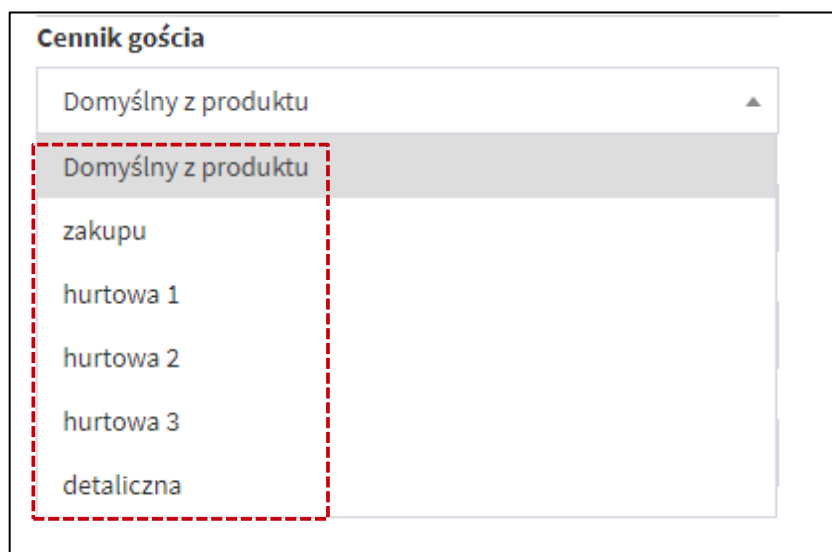 Cennik gościa
Domyślny z produktu
Domyślny z produktu
zakupu
hurtowa 1
hurtowa 2
hurtowa 3
detaliczna